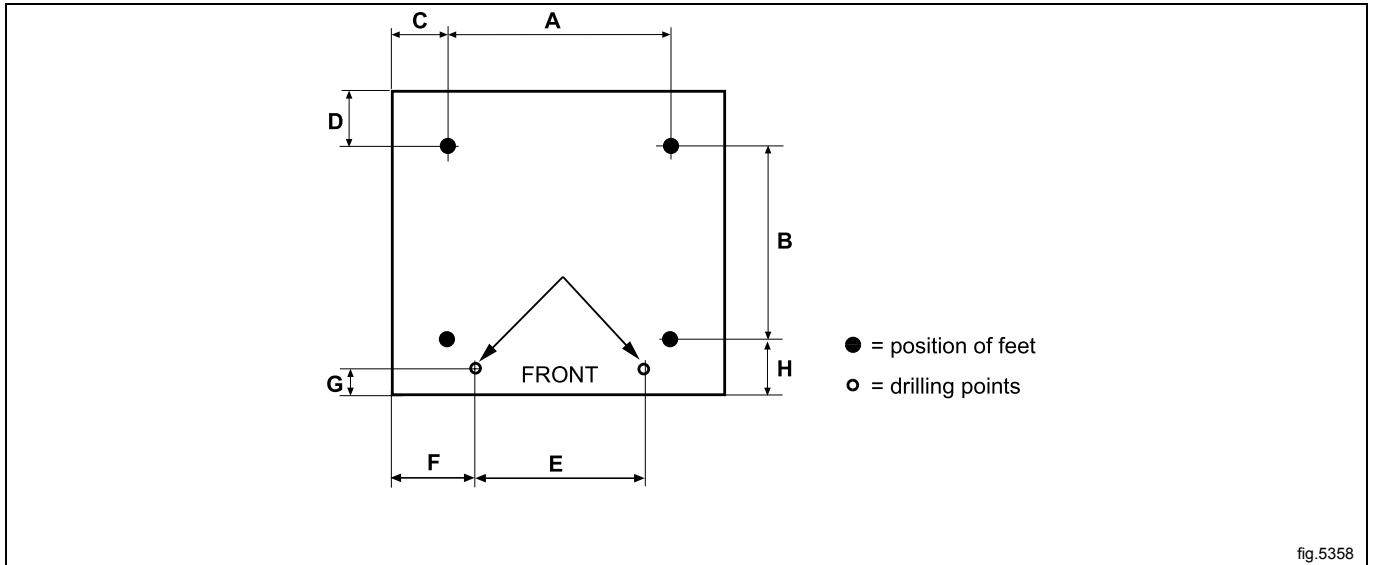 C
A
D
B
= position of feet
H
FRONT
G
= drilling points
F
E
fig.5358